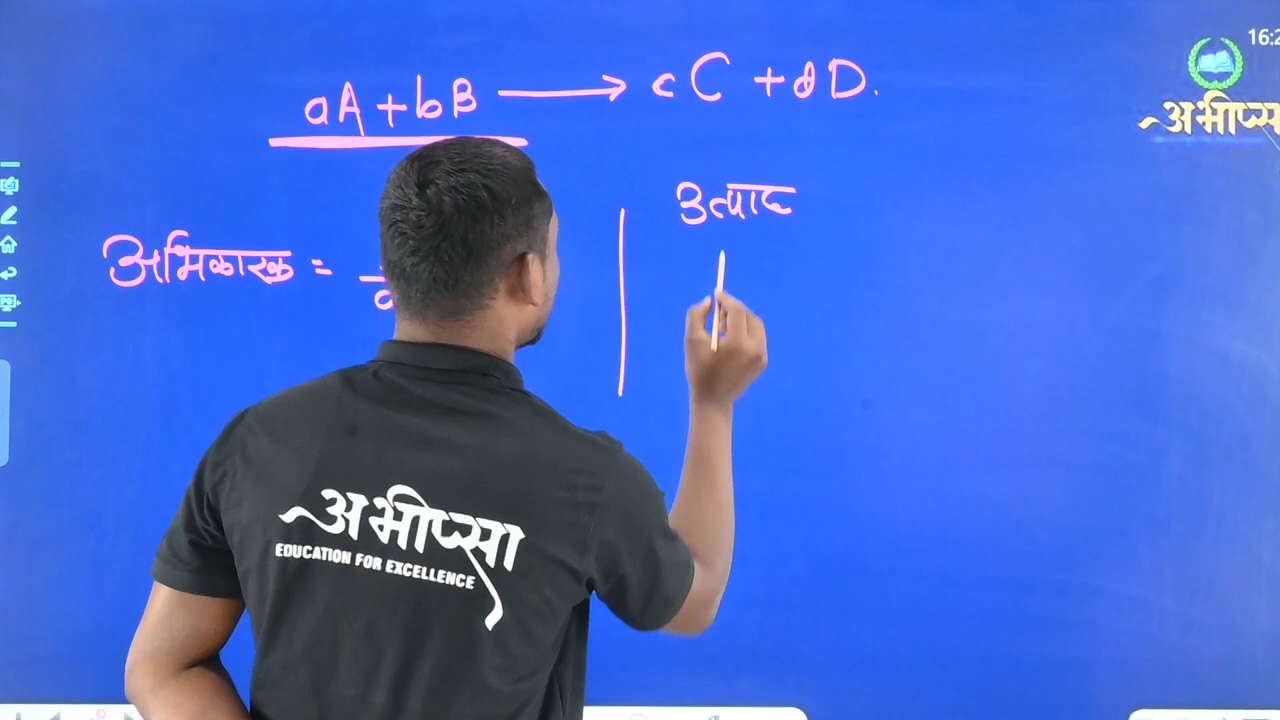 16:2
अभीप्सा
aA + bB ⟶ cC + dD.
उत्पाद
अभिकारक =
अभीप्सा
EDUCATION FOR EXCELLENCE